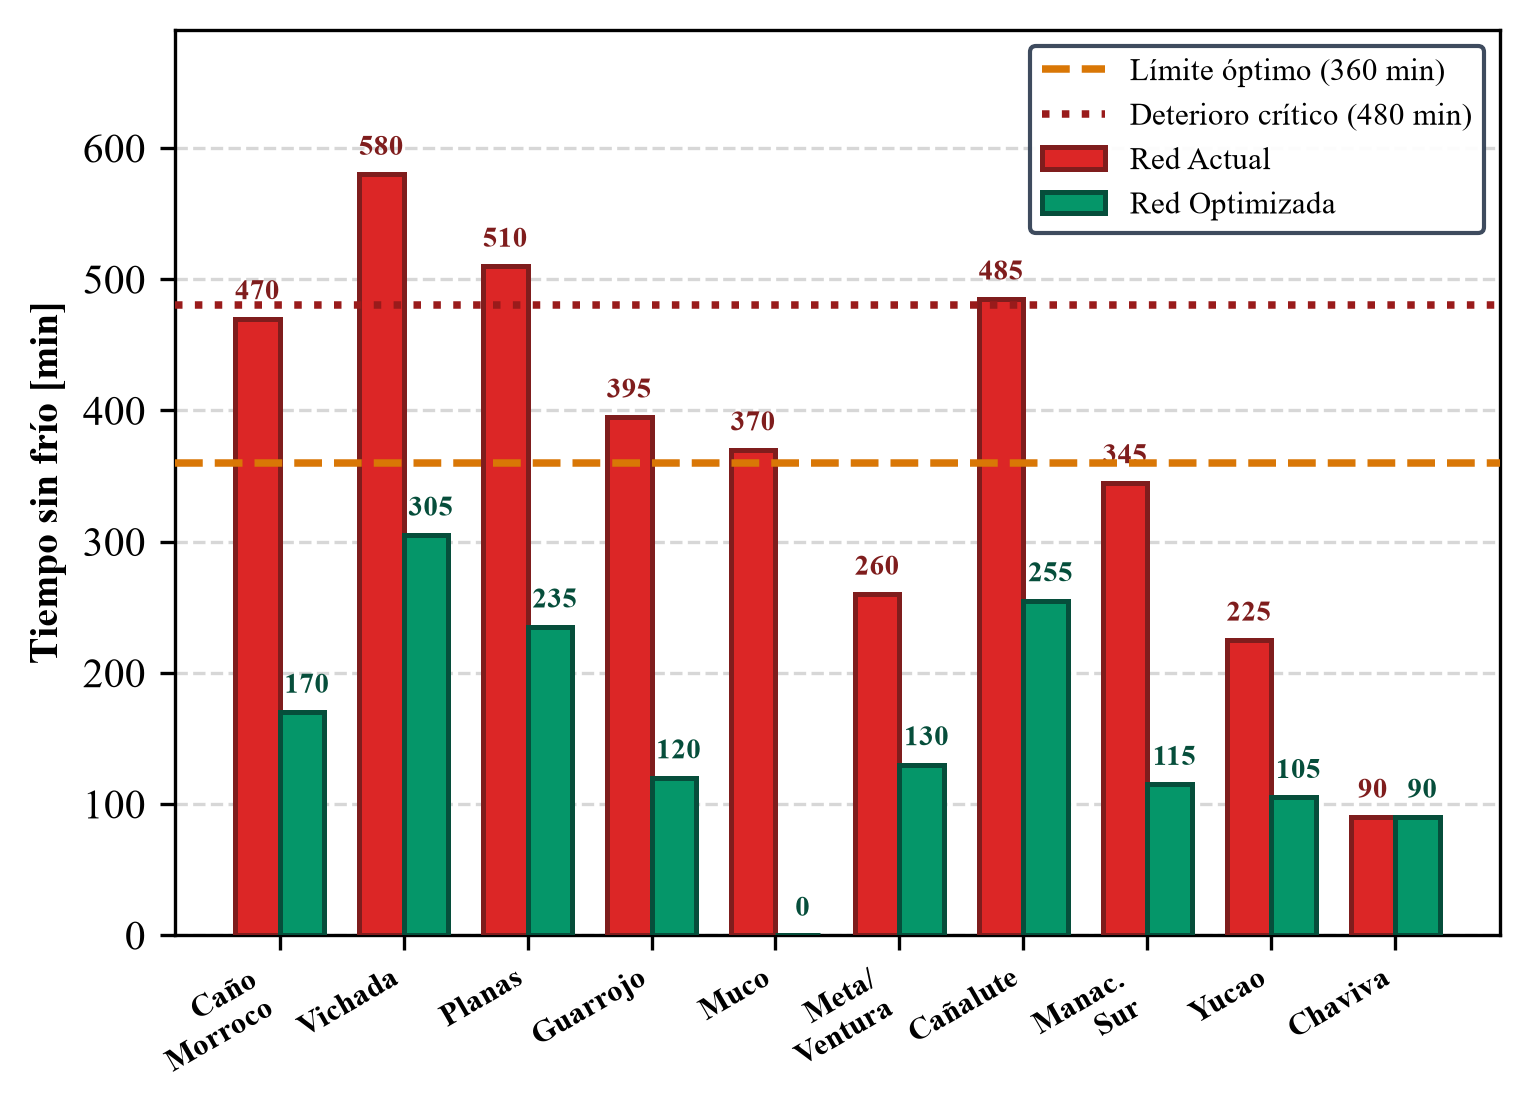 Límite óptimo (360 min)
Deterioro crítico (480 min)
Red Actual
Red Optimizada
Tiempo sin frío [min]
600
500
400
300
200
100
0
470
170
580
305
510
235
395
120
370
0
260
130
485
255
345
115
225
105
90
90
Caño
Morroco
Vichada
Planas
Guarrojo
Muco
Meta/
Ventura
Cañalute
Manac.
Sur
Yucao
Chaviva